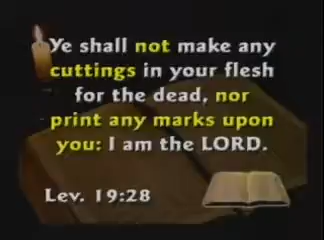 Ye shall not make any
cuttings in your flesh
for the dead, nor
print any marks upon
you: I am the LORD.
Lev. 19:28